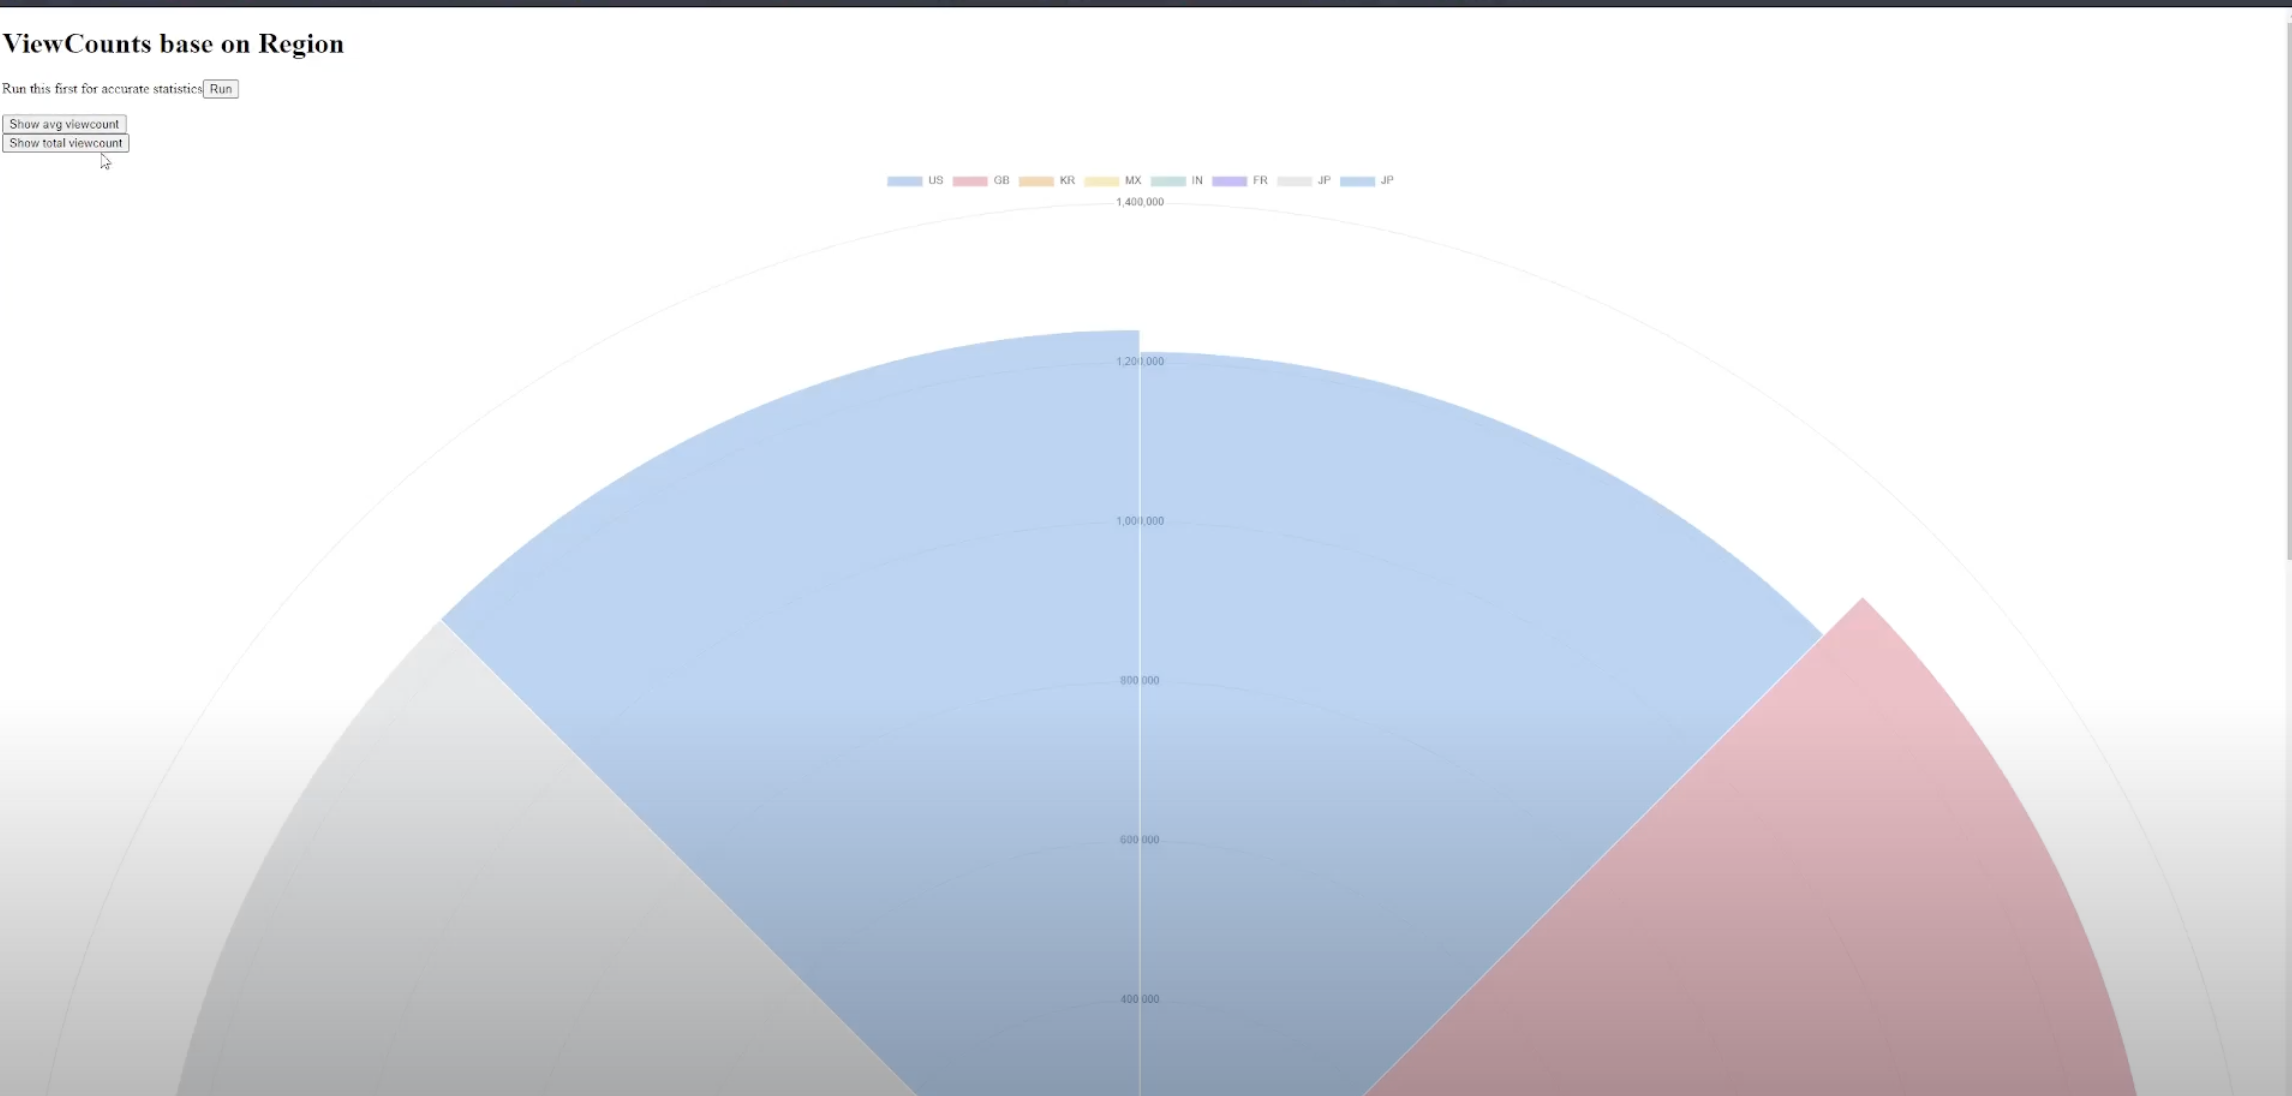 ViewCounts base on Region
Run this first for accurate statistics Run
Show avg viewcount
Show total viewcount
US GB KR MX IN FR JP JP
1,400,000
1,200,000
1,000,000
800,000
600,000
400,000